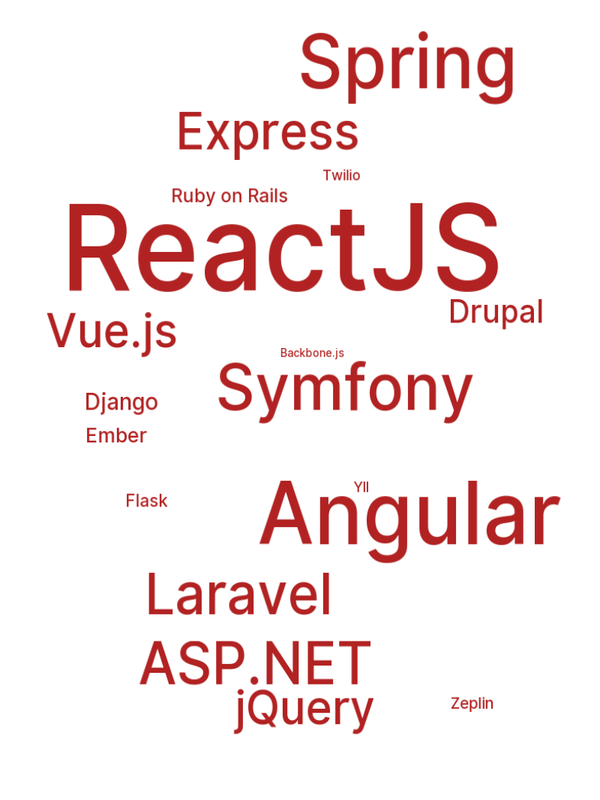 Spring
Express
Twilio
Ruby on Rails
ReactJS
Drupal
Vue.js
Backbone.js
Symfony
Django
Ember
YII
Flask
Angular
Laravel
ASP.NET
jQuery
Zeplin